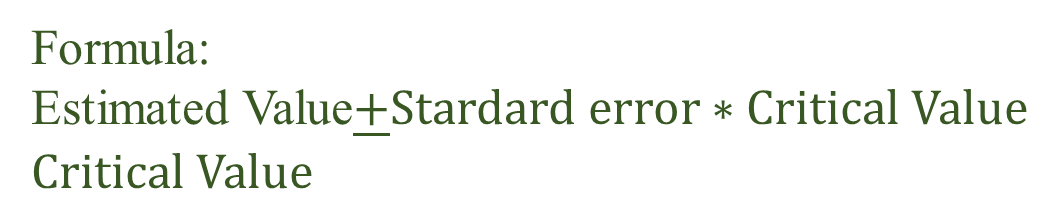 Formula:
Estimated Value±Stardard error ∗ Critical Value
Critical Value